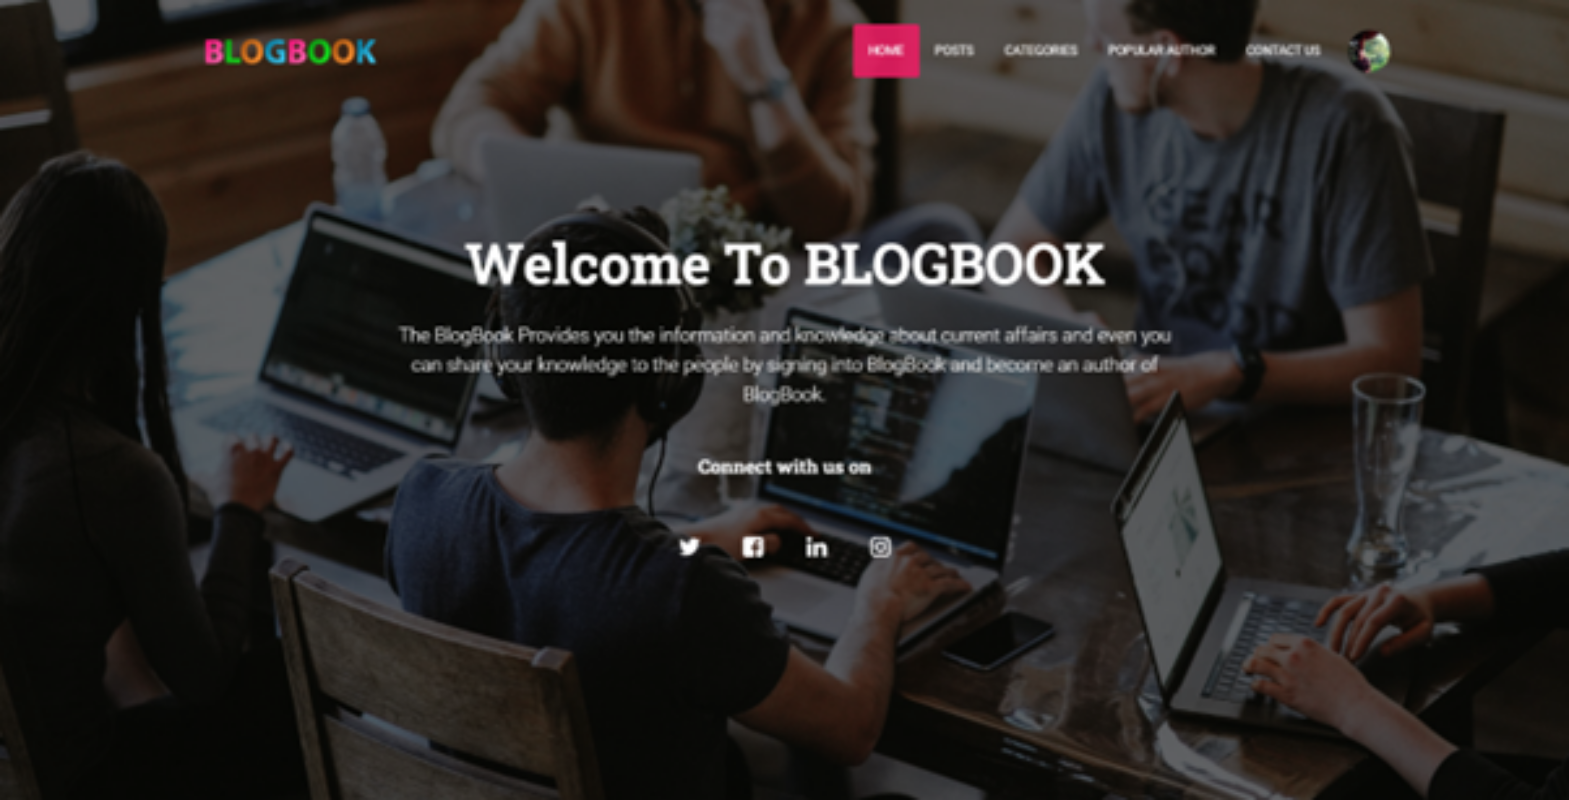 BLOGBOOK
HOME POSTS CATEGORIES POPULAR AUTHOR CONTACT US
Welcome To BLOGBOOK
The BlogBook Provides you the information and knowledge about current affairs and even you
can share your knowledge to the people by signing into BlogBook and become an author of
BlogBook.
Connect with us on